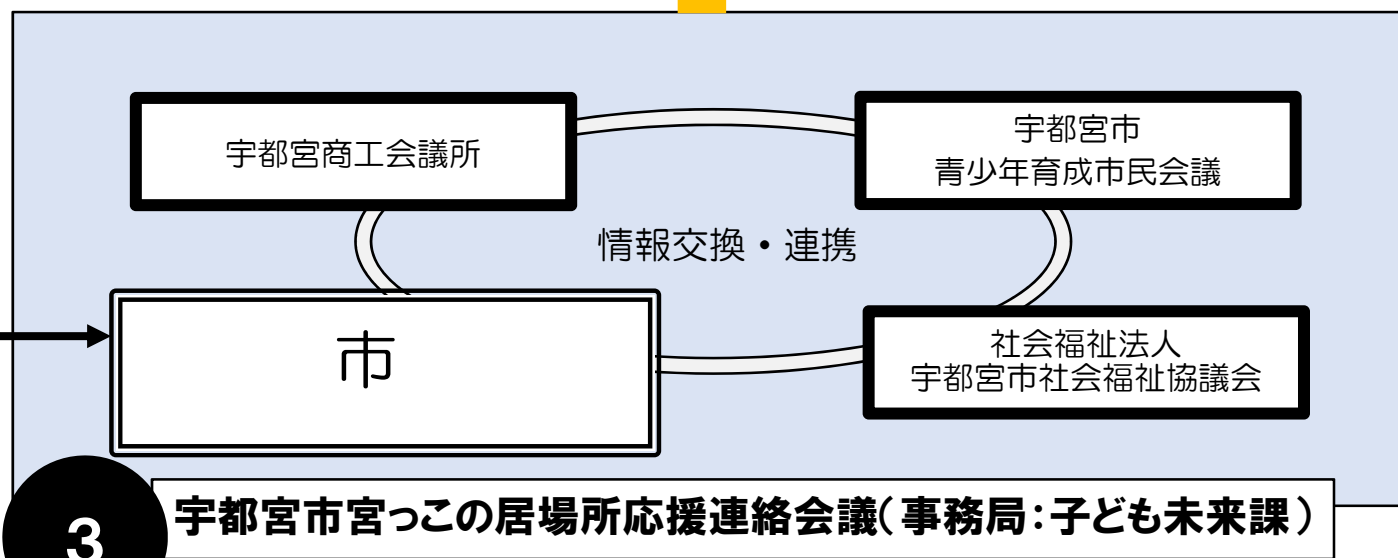 宇都宮商工会議所
宇都宮市
青少年育成市民会議
情報交換・連携
市
社会福祉法人
宇都宮市社会福祉協議会
3
宇都宮市宮っこの居場所応援連絡会議(事務局:子ども未来課)